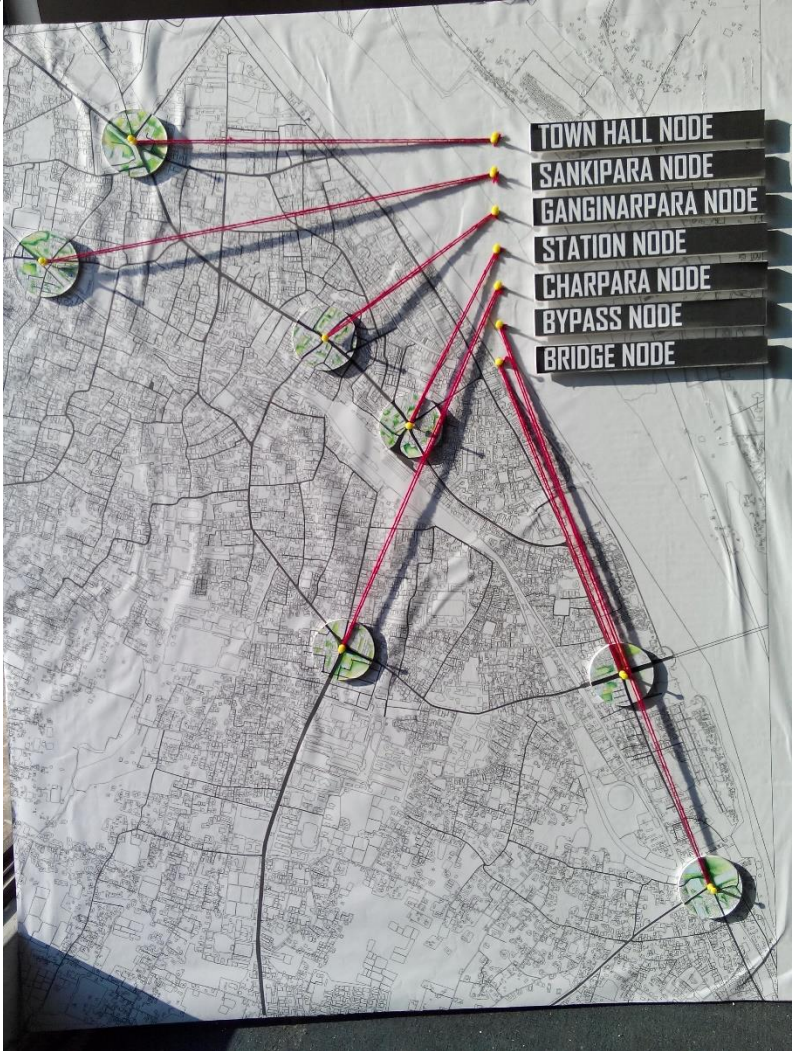 TOWN HALL NODE
SANKIPARA NODE
GANGINARPARA NODE
STATION NODE
CHARPARA NODE
BYPASS NODE
BRIDGE NODE